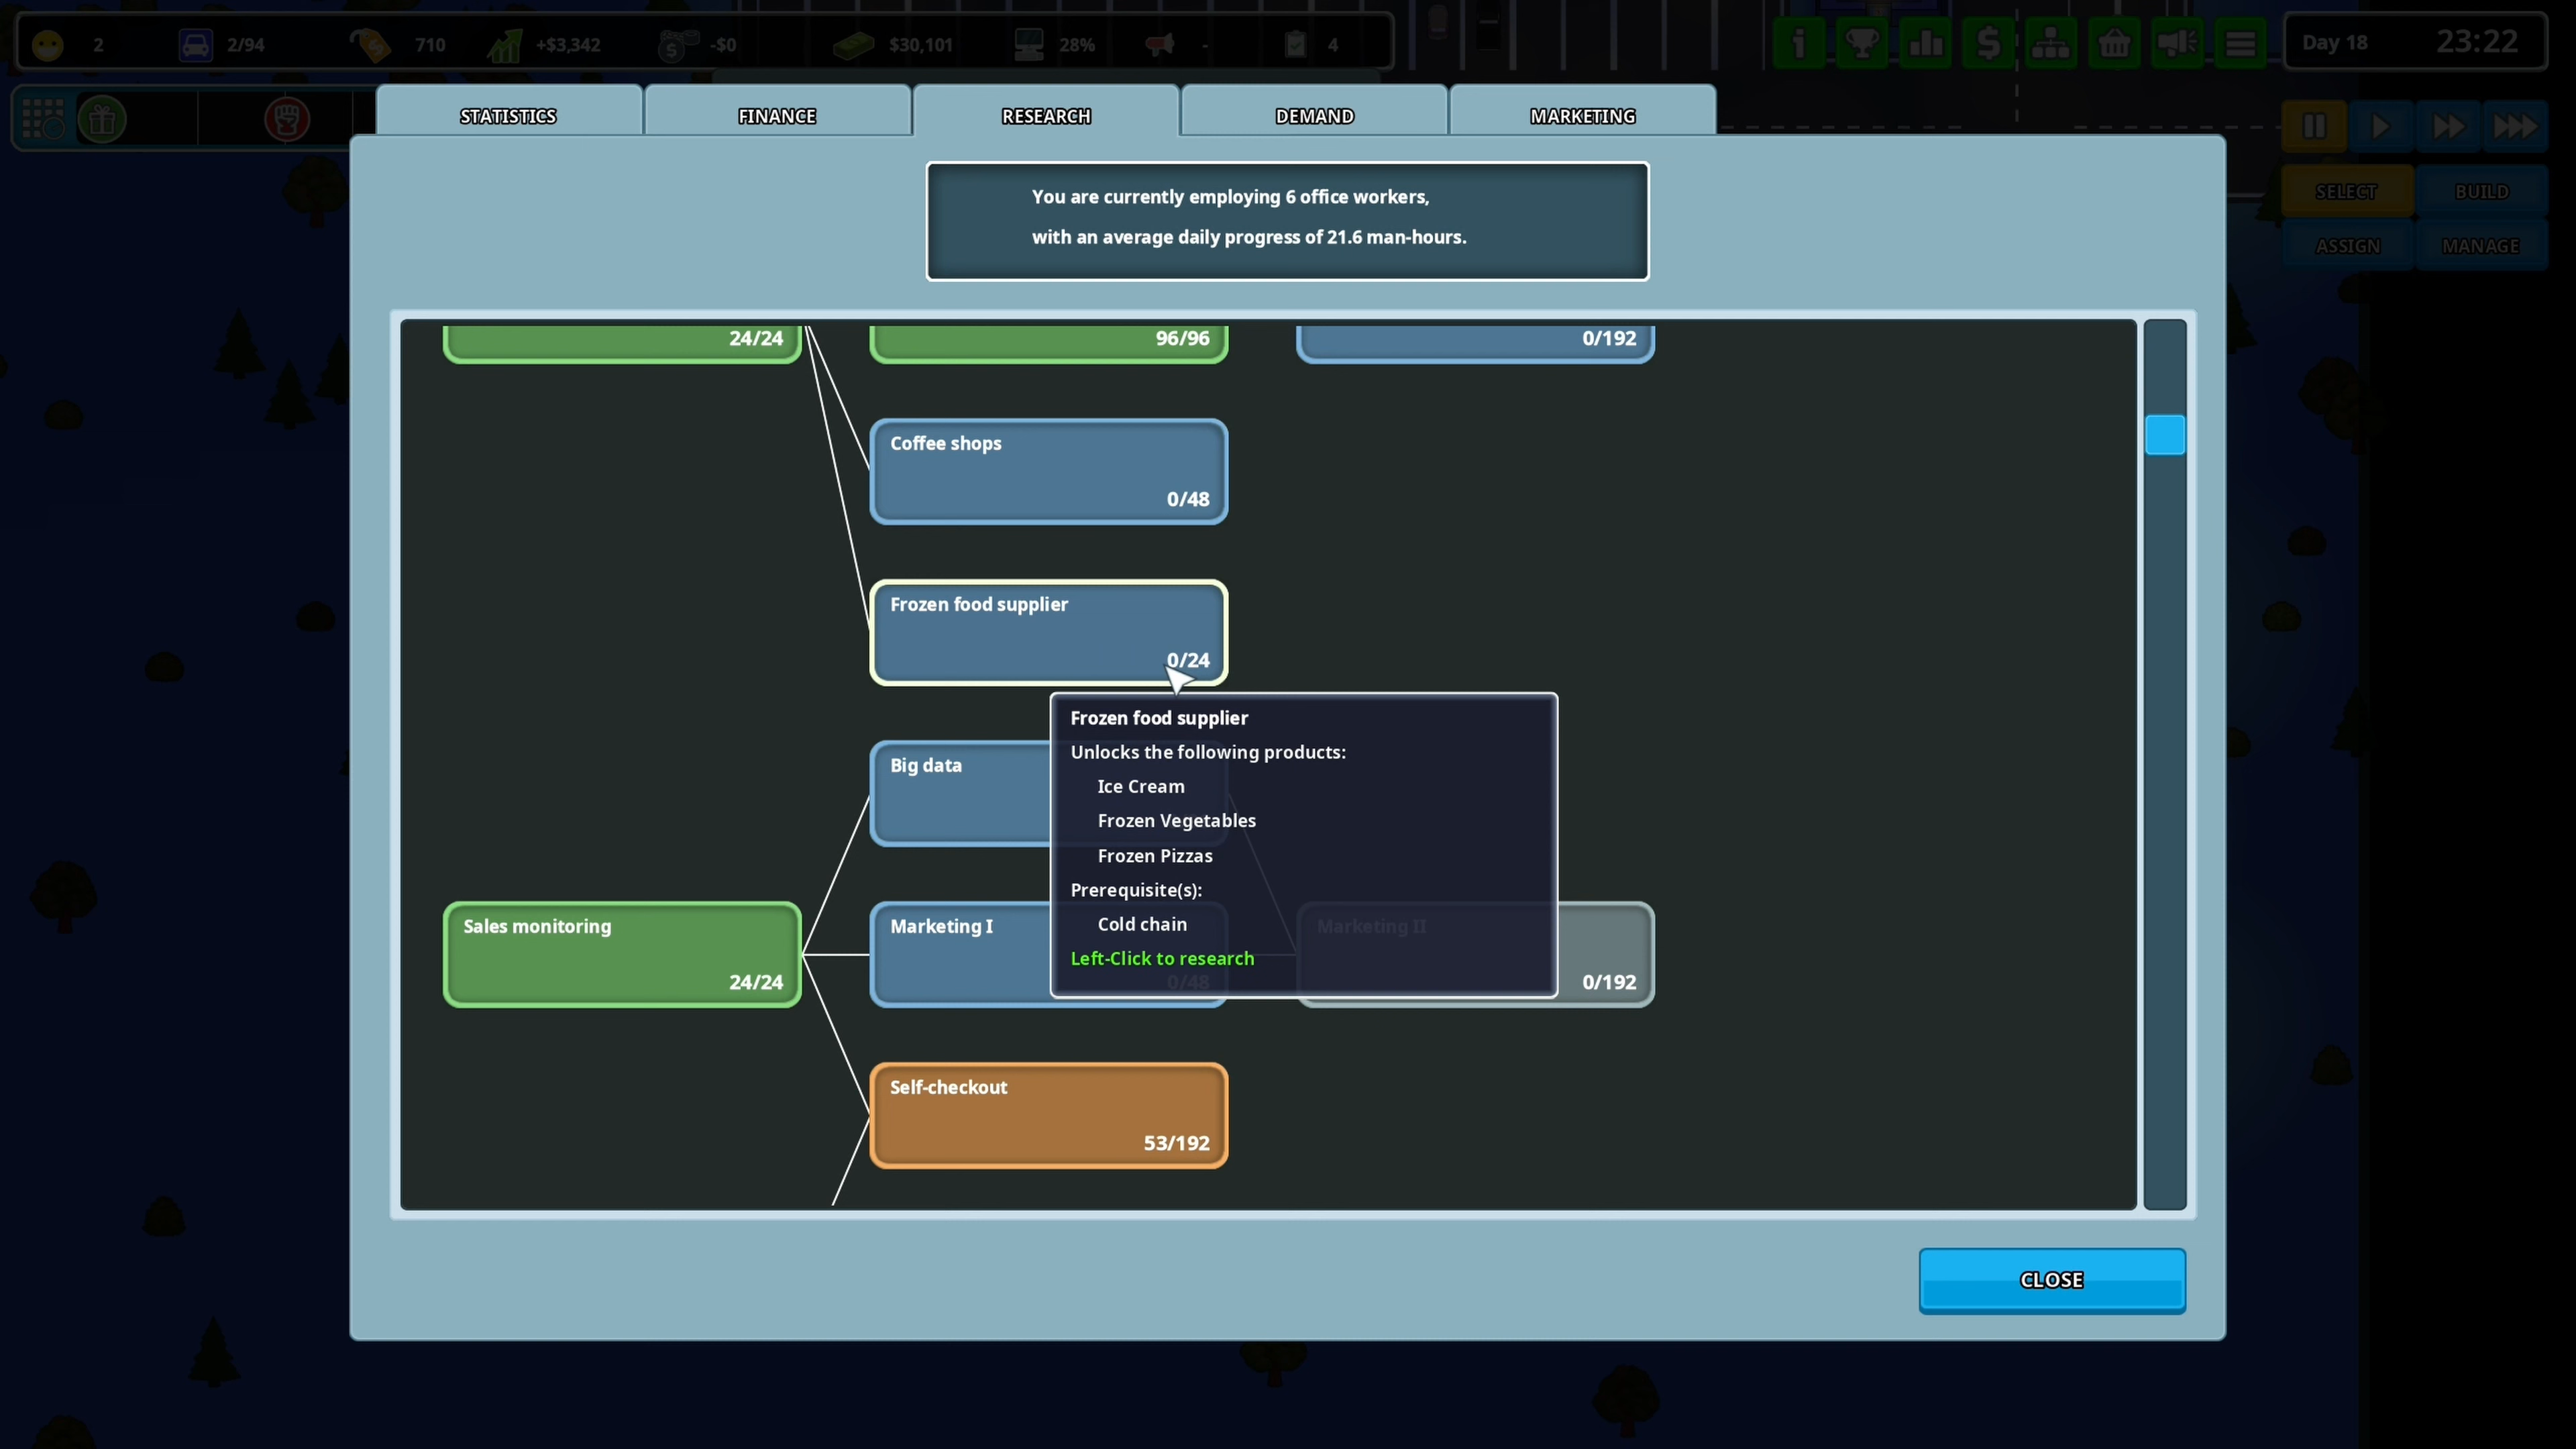 2
2/94
710
+$3,342
-$0
$30,101
28%
-
4
Day 18
23:22
STATISTICS
FINANCE
RESEARCH
DEMAND
MARKETING
SELECT
BUILD
ASSIGN
MANAGE
You are currently employing 6 office workers,
with an average daily progress of 21.6 man-hours.
24/24
96/96
0/192
Coffee shops
0/48
Frozen food supplier
0/24
Frozen food supplier
Unlocks the following products:
Ice Cream
Frozen Vegetables
Frozen Pizzas
Prerequisite(s):
Cold chain
Left-Click to research
Big data
Sales monitoring
24/24
Marketing I
0/48
Marketing II
0/192
Self-checkout
53/192
CLOSE